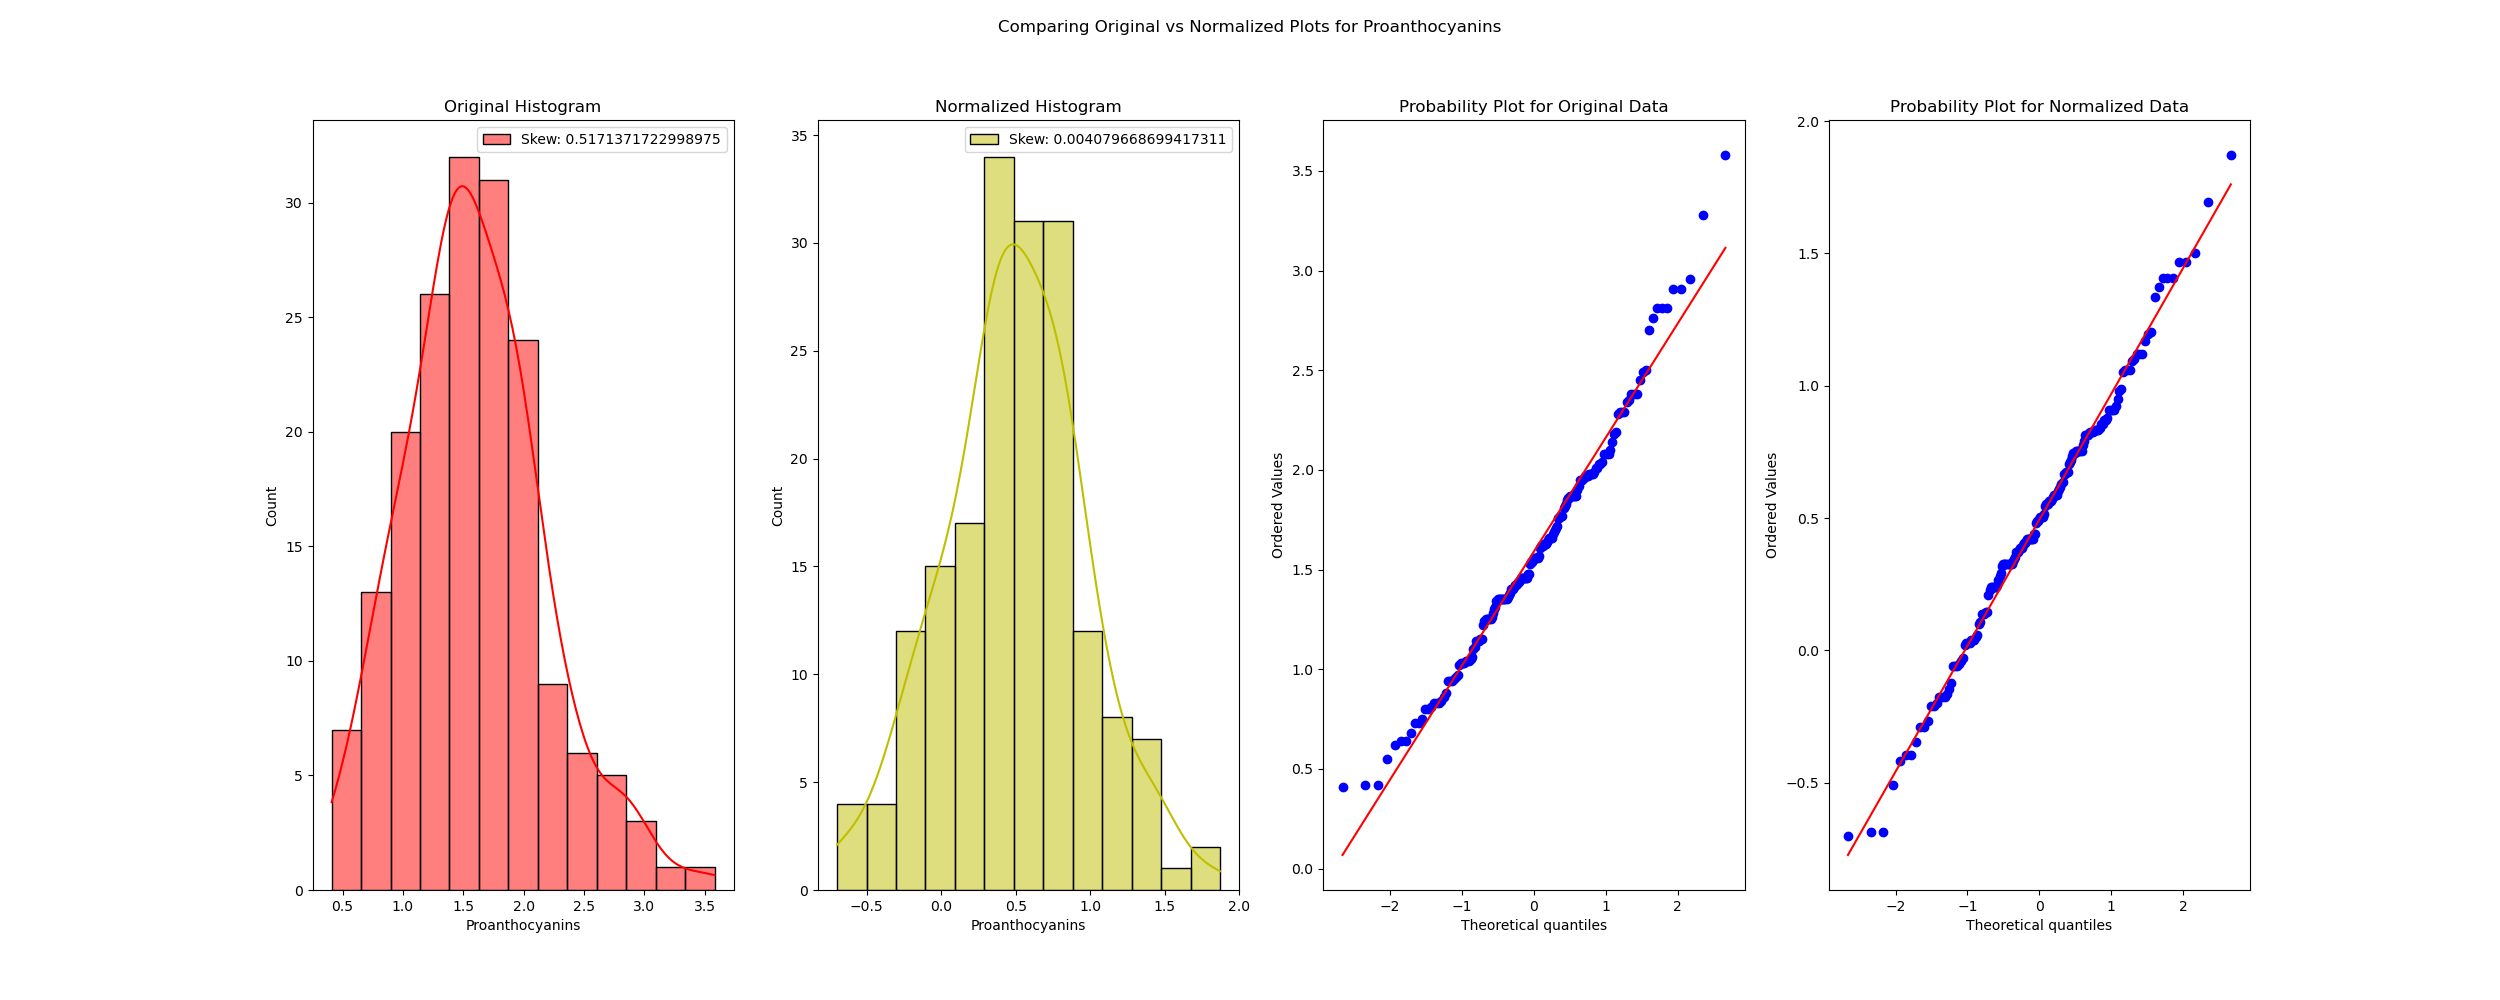 Comparing Original vs Normalized Plots for Proanthocyanins
Original Histogram
Skew: 0.5171371722998975
Count
0
5
10
15
20
25
30
0.5 1.0 1.5 2.0 2.5 3.0 3.5
Proanthocyanins
Normalized Histogram
Skew: 0.004079668699417311
Count
0
5
10
15
20
25
30
35
−0.5 0.0 0.5 1.0 1.5 2.0
Proanthocyanins
Probability Plot for Original Data
Ordered Values
0.0
0.5
1.0
1.5
2.0
2.5
3.0
3.5
−2 −1 0 1 2
Theoretical quantiles
Probability Plot for Normalized Data
Ordered Values
−0.5
0.0
0.5
1.0
1.5
2.0
−2 −1 0 1 2
Theoretical quantiles